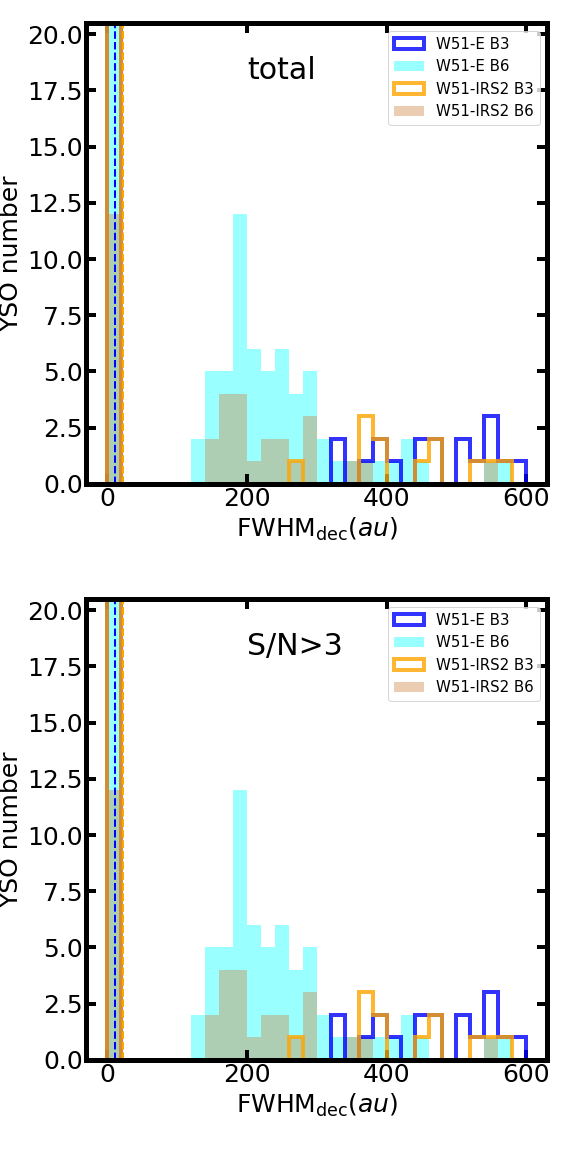 20.0
17.5
15.0
12.5
10.0
7.5
5.0
2.5
0.0
YSO number
total
W51-E B3
W51-E B6
W51-IRS2 B3
W51-IRS2 B6
0 200 400 600
FWHM_dec(au)
20.0
17.5
15.0
12.5
10.0
7.5
5.0
2.5
0.0
YSO number
S/N>3
W51-E B3
W51-E B6
W51-IRS2 B3
W51-IRS2 B6
0 200 400 600
FWHM_dec(au)